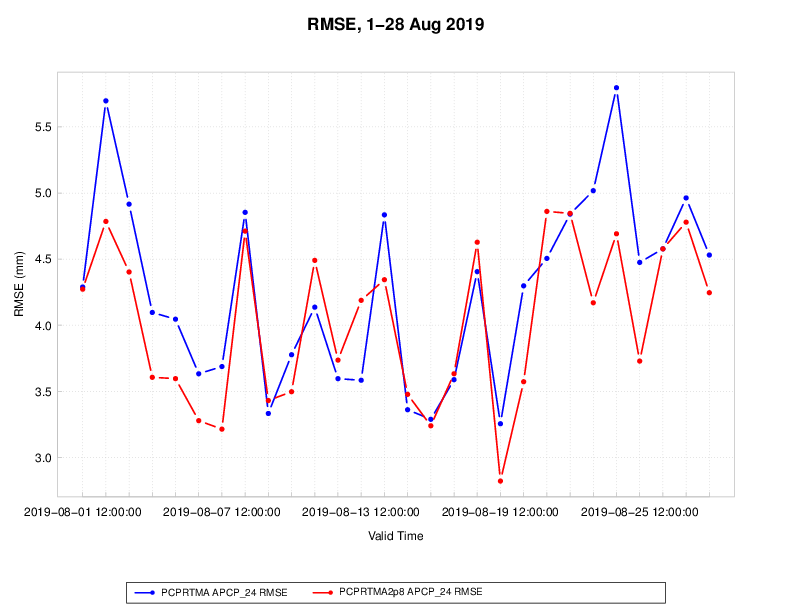 RMSE, 1−28 Aug 2019
RMSE (mm)
5.5
5.0
4.5
4.0
3.5
3.0
2019−08−01 12:00:00 2019−08−07 12:00:00 2019−08−13 12:00:00 2019−08−19 12:00:00 2019−08−25 12:00:00
Valid Time
PCPRTMA APCP_24 RMSE PCPRTMA2p8 APCP_24 RMSE